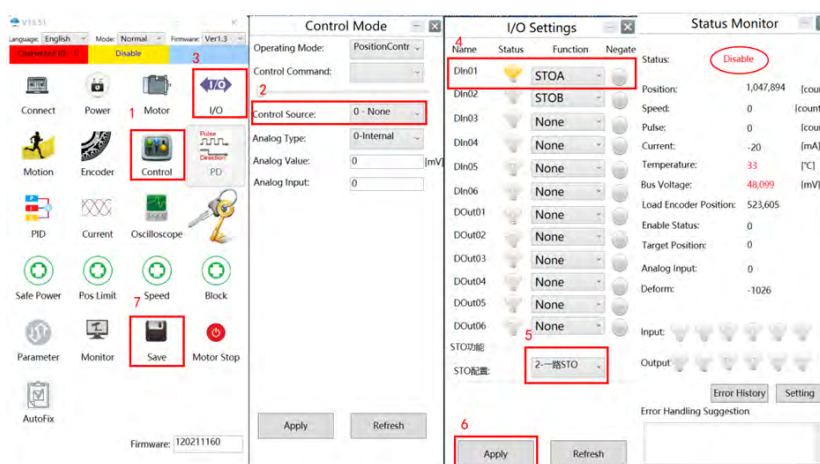 V13.51
Language: English Mode: Normal Firmware: Ver1.3
Disable
3
Connect Power Motor I/O
1
Motion Encoder Control PD
Pulse
Direction
PID Current Oscilloscope
Safe Power Pos Limit Speed Block
7
Parameter Monitor Save Motor Stop
AutoFix
Firmware: 120211160
Control Mode
Operating Mode: PositionContr
Control Command:
2
Control Source: 0 - None
Analog Type: 0-Internal
Analog Value: 0 [mV]
Analog Input: 0
Apply Refresh
I/O Settings
4
Name Status Function Negate
DIn01 STOA
DIn02 STOB
DIn03 None
DIn04 None
DIn05 None
DIn06 None
DOut01 None
DOut02 None
DOut03 None
DOut04 None
DOut05 None
DOut06 None
5
STO功能
STO配置: 2-一路STO
6
Apply Refresh
Status Monitor
Status: Disable
Position: 1,047,894 [cou
Speed: 0 [count
Pulse: 0 [cou
Current: -20 [mA]
Temperature: 33 [°C]
Bus Voltage: 48,099 [mV]
Load Encoder Position: 523,605
Enable Status: 0
Target Position: 0
Analog Input: 0
Deform: -1026
Input:
Output
Error History Setting
Error Handling Suggestion